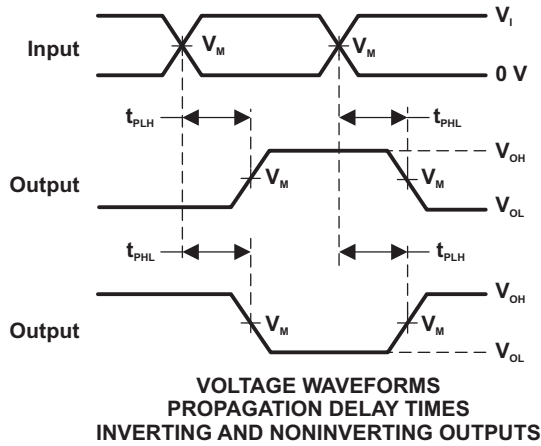 V_I
Input V_M V_M
0 V
t_PLH t_PHL
V_OH
Output V_M V_M
V_OL
t_PHL t_PLH
V_OH
Output V_M V_M
V_OL
VOLTAGE WAVEFORMS
PROPAGATION DELAY TIMES
INVERTING AND NONINVERTING OUTPUTS